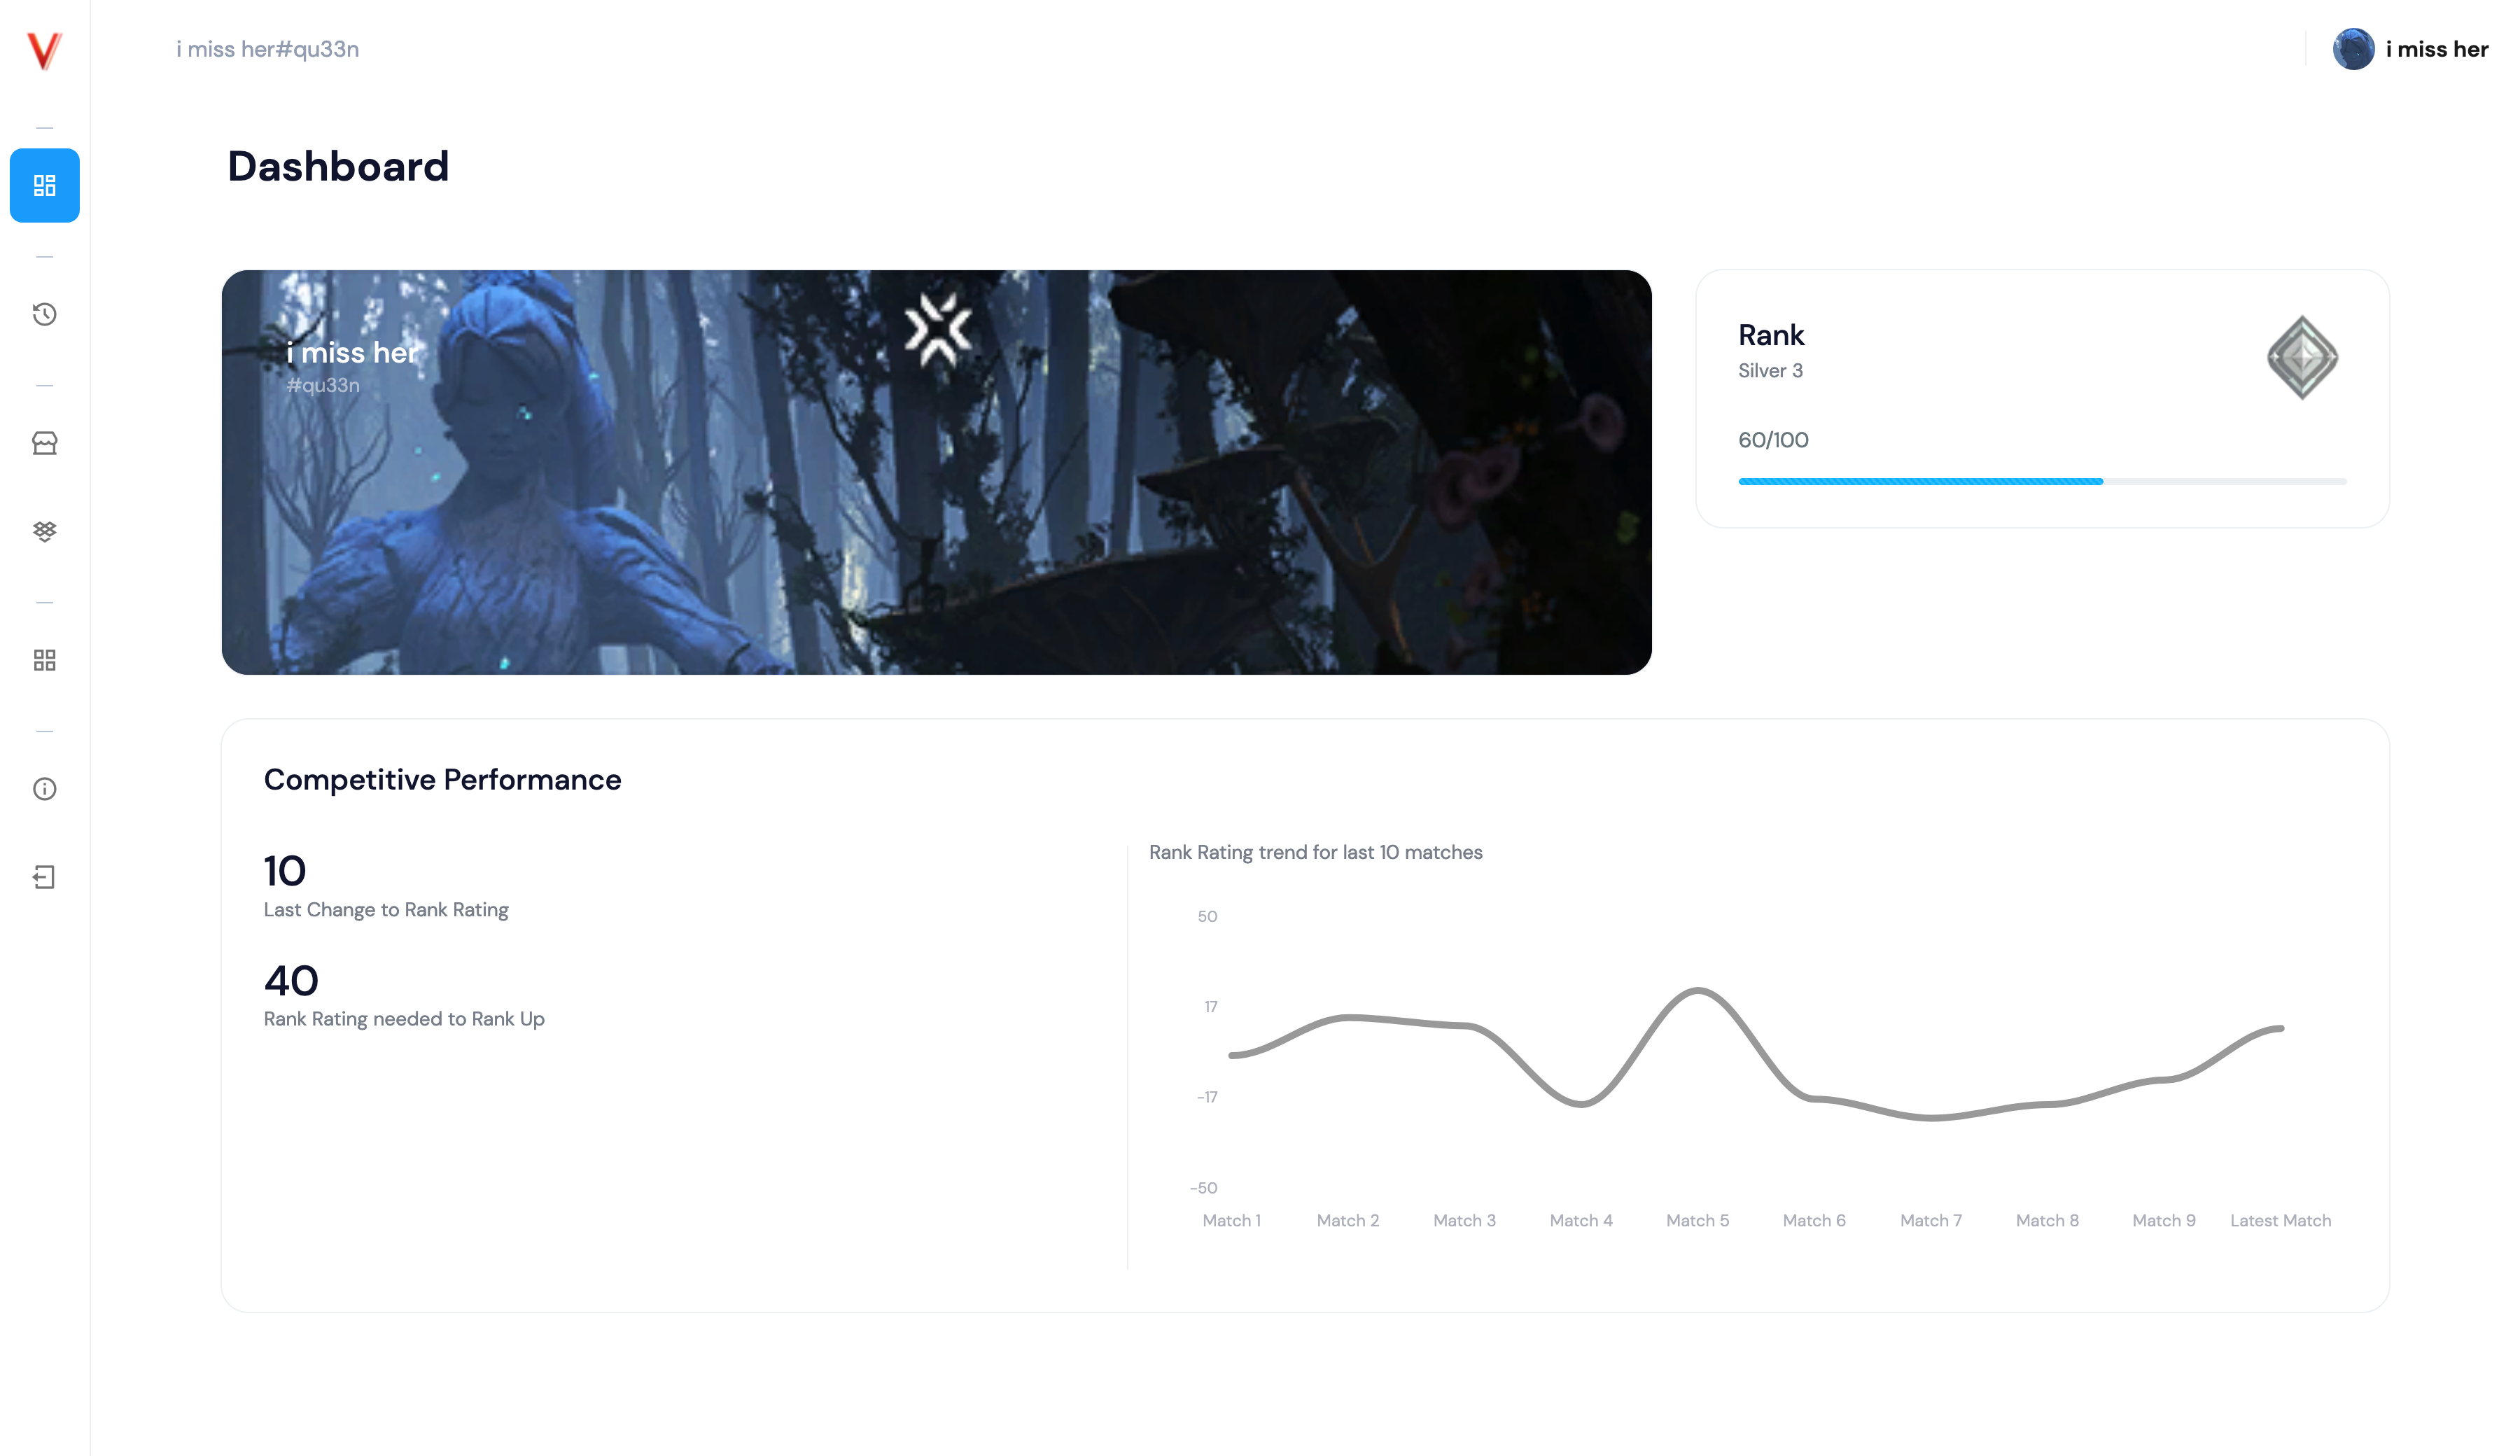 i miss her#qu33n
i miss her
Dashboard
i miss her
#qu33n
Rank
Silver 3
60/100
Competitive Performance
10
Last Change to Rank Rating
40
Rank Rating needed to Rank Up
Rank Rating trend for last 10 matches
50
17
-17
-50
Match 1 Match 2 Match 3 Match 4 Match 5 Match 6 Match 7 Match 8 Match 9 Latest Match